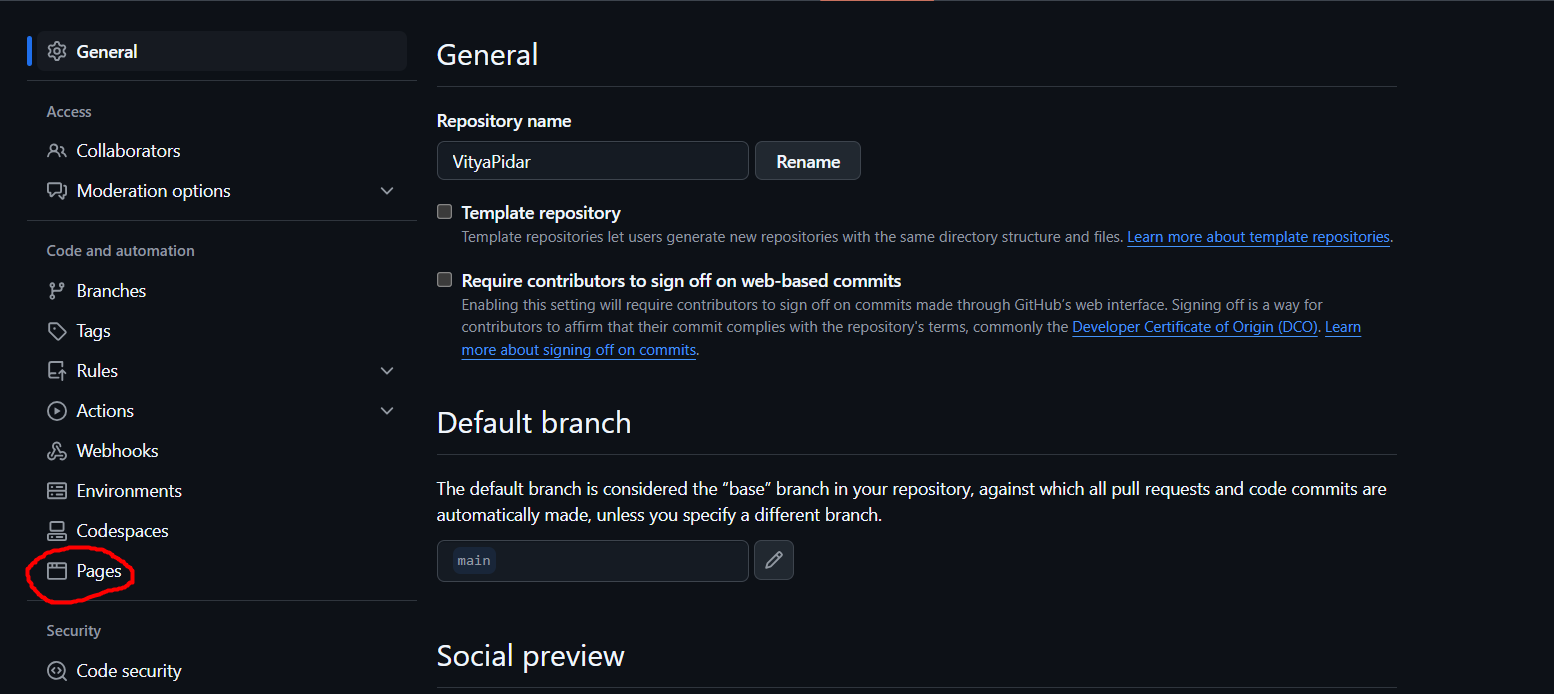 General
Access
Collaborators
Moderation options
Code and automation
Branches
Tags
Rules
Actions
Webhooks
Environments
Codespaces
Pages
Security
Code security
General
Repository name
VityaPidar
Rename
Template repository
Template repositories let users generate new repositories with the same directory structure and files. Learn more about template repositories.
Require contributors to sign off on web-based commits
Enabling this setting will require contributors to sign off on commits made through GitHub's web interface. Signing off is a way for
contributors to affirm that their commit complies with the repository's terms, commonly the Developer Certificate of Origin (DCO). Learn
more about signing off on commits.
Default branch
The default branch is considered the “base” branch in your repository, against which all pull requests and code commits are
automatically made, unless you specify a different branch.
main
Social preview